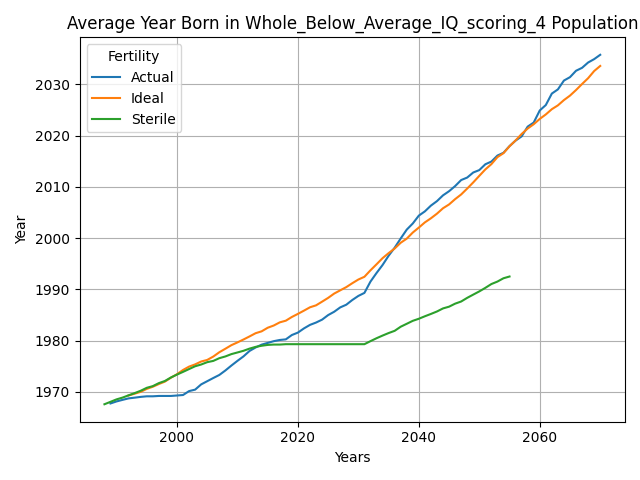 Average Year Born in Whole_Below_Average_IQ_scoring_4 Population
Fertility
Actual
Ideal
Sterile
2030
2020
2010
2000
1990
1980
1970
Year
2000 2020 2040 2060
Years